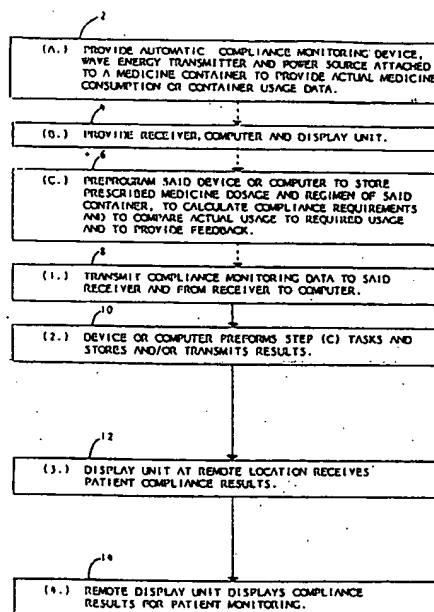 2
(A.) PROVIDE AUTOMATIC COMPLIANCE MONITORING DEVICE,
WAVE ENERGY TRANSMITTER AND POWER SOURCE ATTACHED
TO A MEDICINE CONTAINER TO PROVIDE ACTUAL MEDICINE
CONSUMPTION OR CONTAINER USAGE DATA.
4
(B.) PROVIDE RECEIVER, COMPUTER AND DISPLAY UNIT.
6
(C.) PREPROGRAM SAID DEVICE OR COMPUTER TO STORE
PRESCRIBED MEDICINE DOSAGE AND REGIMEN OF SAID
CONTAINER, TO CALCULATE COMPLIANCE REQUIREMENTS
AND TO COMPARE ACTUAL USAGE TO REQUIRED USAGE
AND TO PROVIDE FEEDBACK.
8
(1.) TRANSMIT COMPLIANCE MONITORING DATA TO SAID
RECEIVER AND FROM RECEIVER TO COMPUTER.
10
(2.) DEVICE OR COMPUTER PREFORMS STEP (C) TASKS AND
STORES AND/OR TRANSMITS RESULTS.
12
(3.) DISPLAY UNIT AT REMOTE LOCATION RECEIVES
PATIENT COMPLIANCE RESULTS.
14
(4.) REMOTE DISPLAY UNIT DISPLAYS COMPLIANCE
RESULTS FOR PATIENT MONITORING.